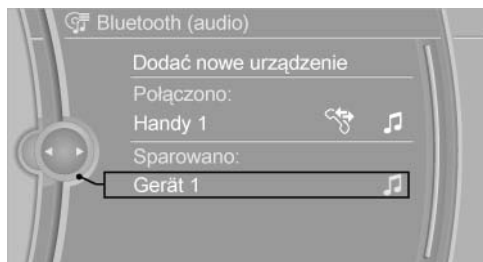 Bluetooth (audio)
Dodać nowe urządzenie
Połączono:
Handy 1
Sparowano:
Gerät 1